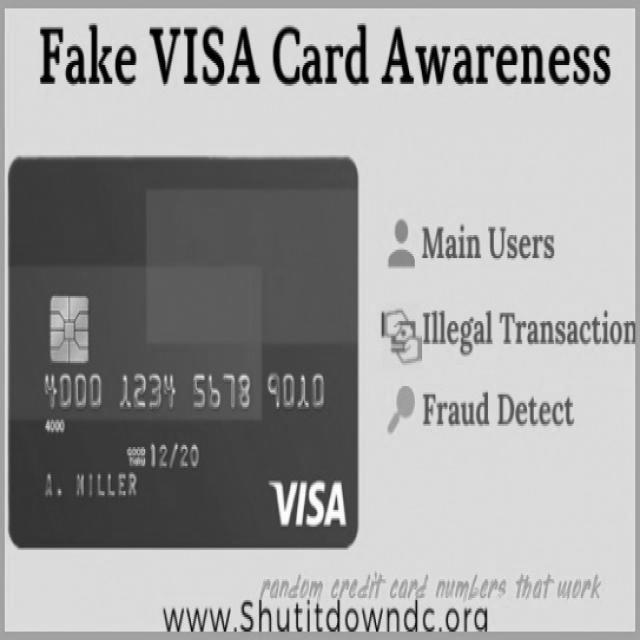 Fake VISA Card Awareness
Main Users
Illegal Transaction
4000 1234 5678 9010
Fraud Detect
4000
GOOD THRU 12/20
A. MILLER
VISA
random credit card numbers that work
www.Shutitdowndc.org